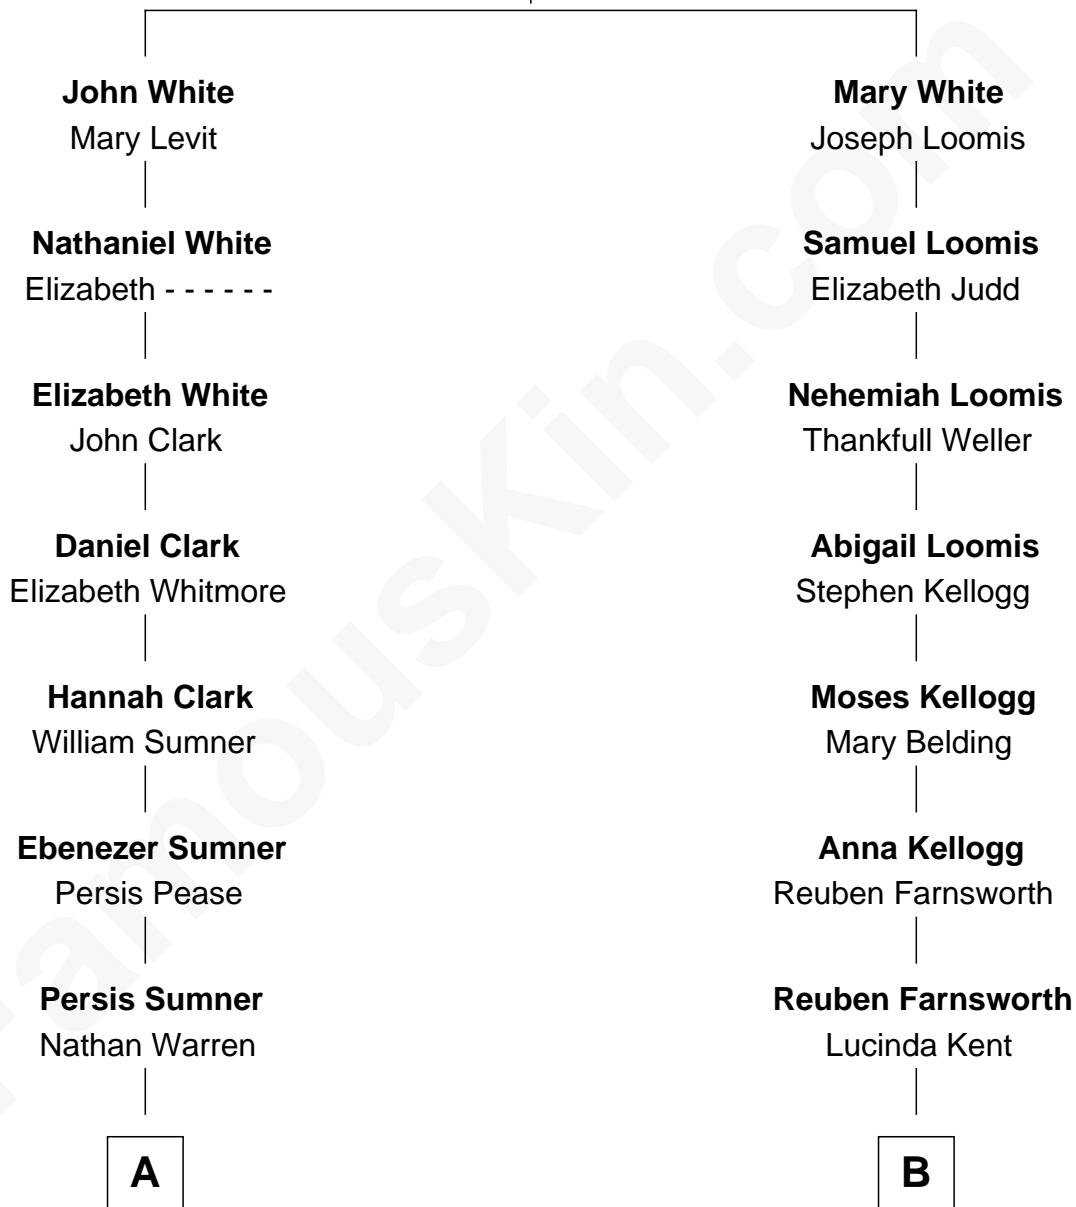 John White
Mary Levit
Nathaniel White
Elizabeth - - - - - -
Elizabeth White
John Clark
Daniel Clark
Elizabeth Whitmore
Hannah Clark
William Sumner
Ebenezer Sumner
Persis Pease
Persis Sumner
Nathan Warren
A
Mary White
Joseph Loomis
Samuel Loomis
Elizabeth Judd
Nehemiah Loomis
Thankfull Weller
Abigail Loomis
Stephen Kellogg
Moses Kellogg
Mary Belding
Anna Kellogg
Reuben Farnsworth
Reuben Farnsworth
Lucinda Kent
B
FamousKin.com